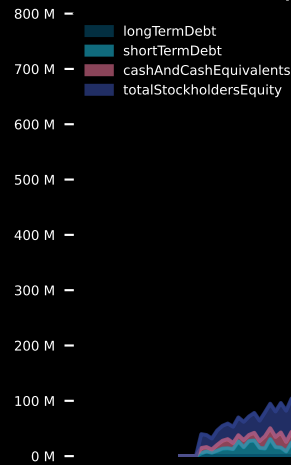 800 M
longTermDebt
shortTermDebt
700 M
cashAndCashEquivalents
totalStockholdersEquity
600 M
500 M
400 M
300 M
200 M
100 M
0 M